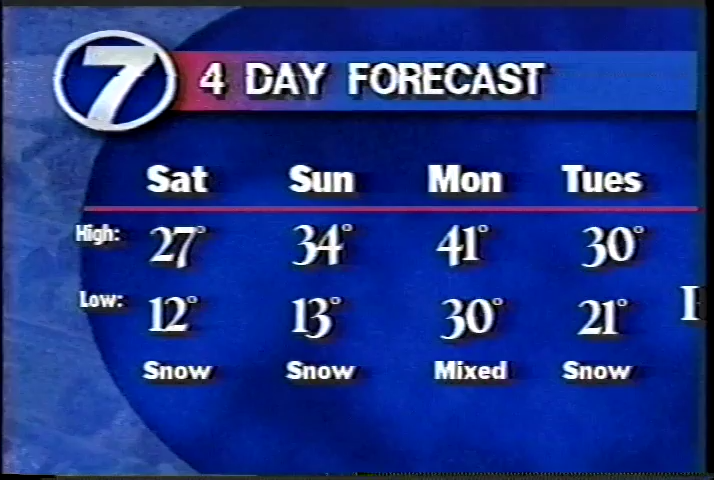 7 4 DAY FORECAST
Sat Sun Mon Tues
High: 27° 34° 41° 30°
Low: 12° 13° 30° 21°
Snow Snow Mixed Snow